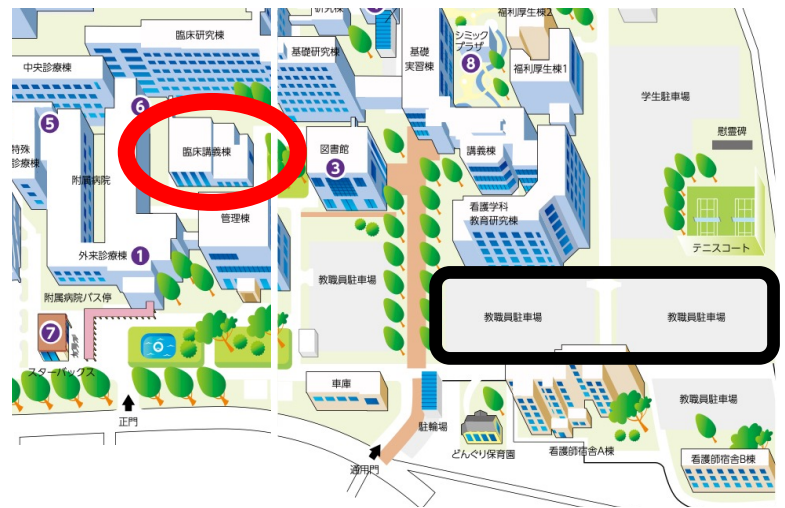 臨床研究棟
中央診療棟
⑤
⑥
特殊
診療棟
附属病院
臨床講義棟
管理棟
外来診療棟 ①
附属病院バス停
⑦
スターバックス
正門
研究棟
基礎研究棟
基礎
実習棟
シミック
プラザ
⑧
福利厚生棟2
福利厚生棟1
学生駐車場
慰霊碑
図書館
③
講義棟
看護学科
教育研究棟
テニスコート
教職員駐車場
教職員駐車場
教職員駐車場
車庫
駐輪場
通用門
どんぐり保育園
看護師宿舎A棟
教職員駐車場
看護師宿舎B棟